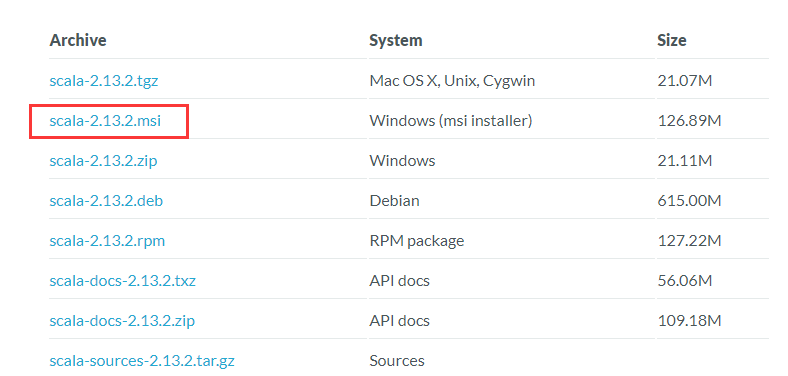 Archive System Size
scala-2.13.2.tgz Mac OS X, Unix, Cygwin 21.07M
scala-2.13.2.msi Windows (msi installer) 126.89M
scala-2.13.2.zip Windows 21.11M
scala-2.13.2.deb Debian 615.00M
scala-2.13.2.rpm RPM package 127.22M
scala-docs-2.13.2.txz API docs 56.06M
scala-docs-2.13.2.zip API docs 109.18M
scala-sources-2.13.2.tar.gz Sources